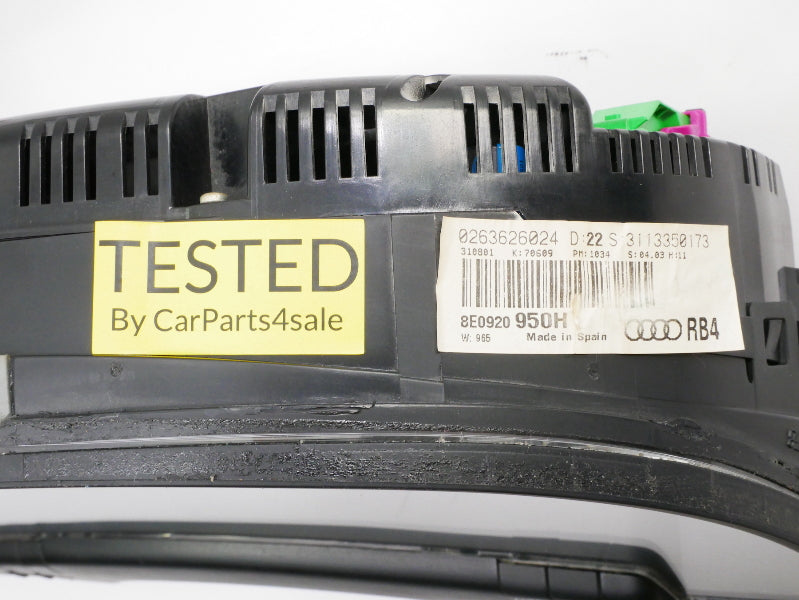 TESTED
By CarParts4sale
0263626024 D:22 S 3113350173
310801 K:70609 PM:1034 S:04.03 H:11
8E0920 950H
W: 965 Made in Spain RB4